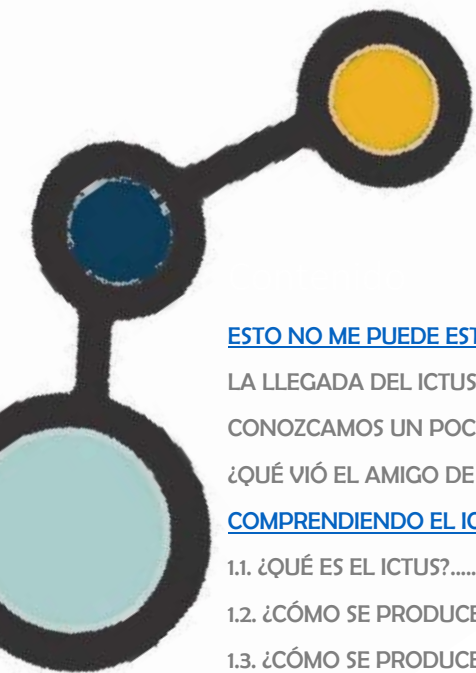 ESTO NO ME PUEDE
LA LLEGADA DEL ICTUS
CONOZCAMOS UN
¿QUÉ VIÓ EL AMIGO DE
COMPRENDIENDO EL
1.1. ¿QUÉ ES EL ICTUS?.....
1.2. ¿CÓMO SE PRODUCE
1.3. ¿CÓMO SE PRODUCE